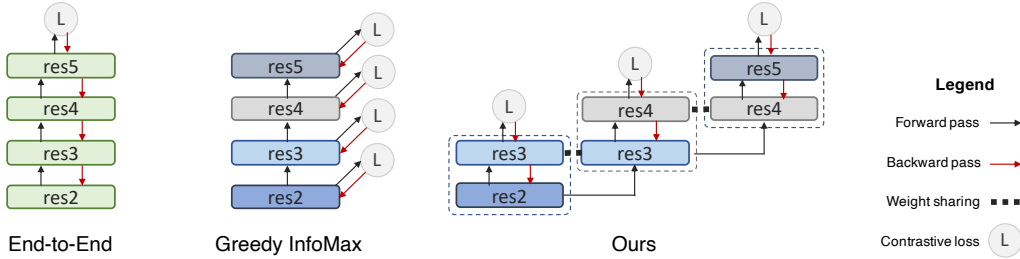 L
res5
res4
res3
res2
End-to-End
L
res5
L
res4
L
res3
L
res2
Greedy InfoMax
L
res3
res2
L
res4
res3
L
res5
res4
Ours
Legend
Forward pass
Backward pass
Weight sharing
Contrastive loss L